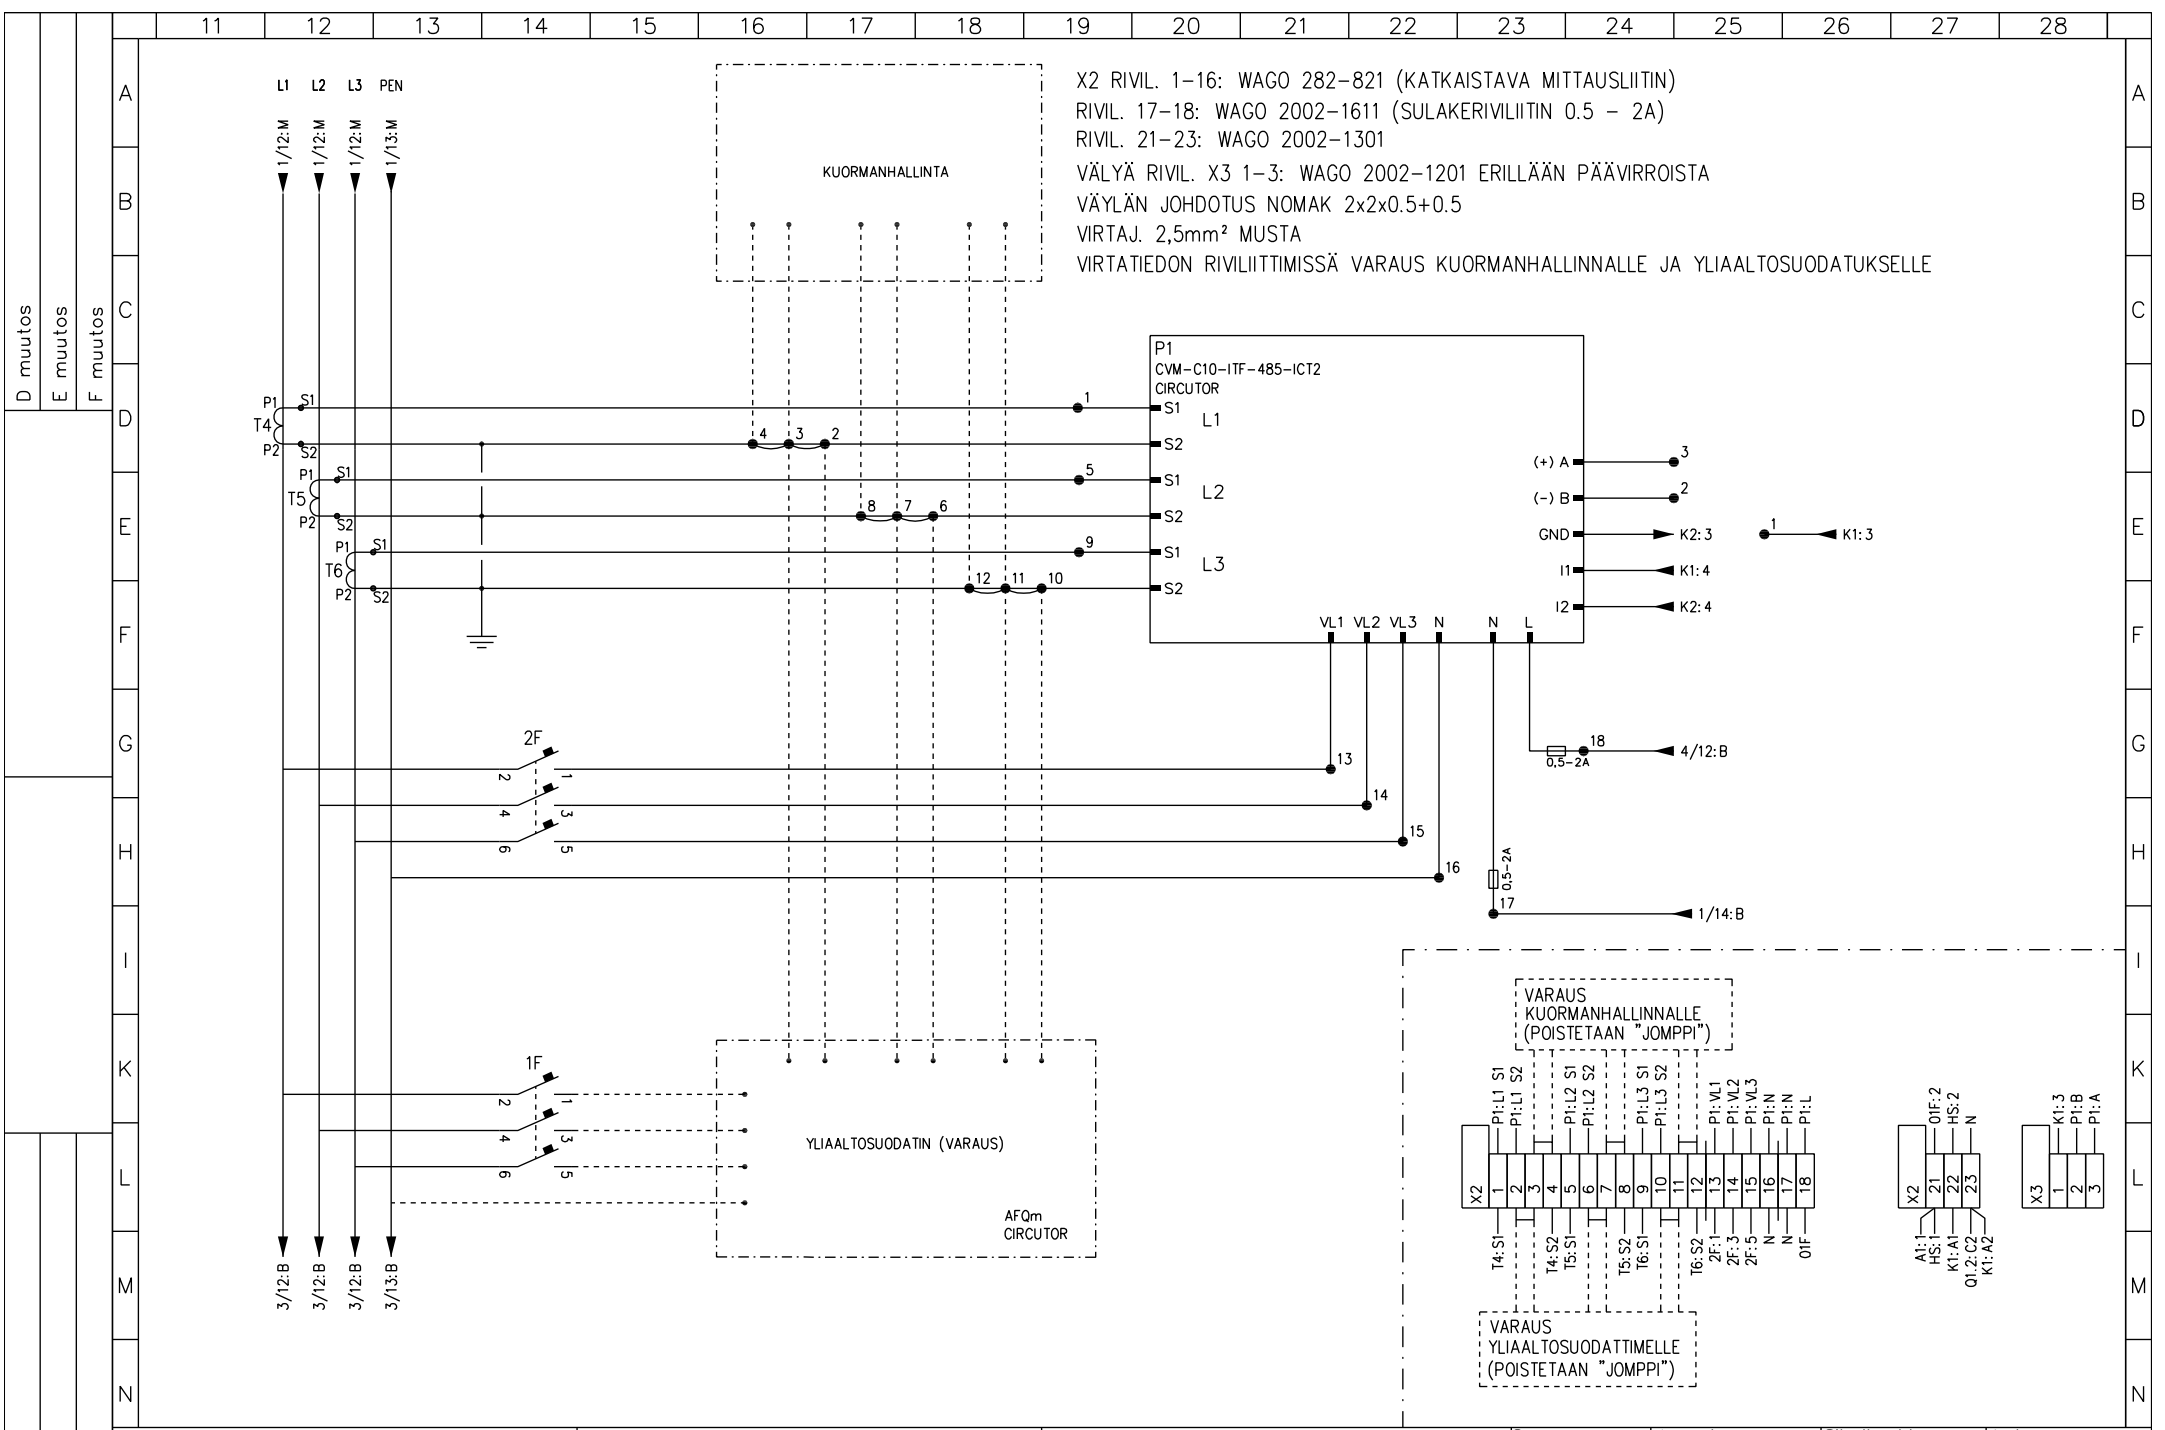 11 12 13 14 15 16 17 18 19 20 21 22 23 24 25 26 27 28
A A
B B
C C
D D
E E
F F
G G
H H
I I
K K
L L
M M
N N
D muutos
E muutos
F muutos
L1 L2 L3 PEN
1/12:M 1/12:M 1/12:M 1/13:M
KUORMANHALLINTA
X2 RIVIL. 1-16: WAGO 282-821 (KATKAISTAVA MITTAUSLIITIN)
RIVIL. 17-18: WAGO 2002-1611 (SULAKERIVILIITIN 0.5 - 2A)
RIVIL. 21-23: WAGO 2002-1301
VÄLYÄ RIVIL. X3 1-3: WAGO 2002-1201 ERILLÄÄN PÄÄVIRROISTA
VÄYLÄN JOHDOTUS NOMAK 2x2x0.5+0.5
VIRTAJ. 2,5mm² MUSTA
VIRTATIEDON RIVILIITTIMISSÄ VARAUS KUORMANHALLINNALLE JA YLIAALTOSUODATUKSELLE
P1
CVM-C10-ITF-485-ICT2
CIRCUTOR
P1 S1 1 S1
T4 L1
P2 S2 4 3 2 S2
P1 S1 5 S1
T5 L2
P2 S2 8 7 6 S2
P1 S1 9 S1
T6 L3
P2 S2 12 11 10 S2
(+) A 3
(-) B 2
GND K2:3 1 K1:3
I1 K1:4
I2 K2:4
VL1 VL2 VL3 N N L
2F
2 1 13
4 3 14
6 5 15
16
18 4/12:B
0,5-2A
0,5-2A
17 1/14:B
1F
2 1
4 3
6 5
YLIAALTOSUODATIN (VARAUS)
AFQm
CIRCUTOR
3/12:B 3/12:B 3/12:B 3/13:B
VARAUS
KUORMANHALLINNALLE
(POISTETAAN "JOMPPI")
P1:L1 S1 P1:L1 S2 P1:L2 S1 P1:L2 S2 P1:L3 S1 P1:L3 S2 P1:VL1 P1:VL2 P1:VL3 P1:N P1:N P1:L
X2 1 2 3 4 5 6 7 8 9 10 11 12 13 14 15 16 17 18
T4:S1 T4:S2 T5:S1 T5:S2 T6:S1 T6:S2 2F:1 2F:3 2F:5 N N 01F
VARAUS
YLIAALTOSUODATTIMELLE
(POISTETAAN "JOMPPI")
01F:2 HS:2 N
X2 21 22 23
A1:1 HS:1 K1:A1 Q1.2:C2 K1:A2
K1:3 P1:B P1:A
X3 1 2 3